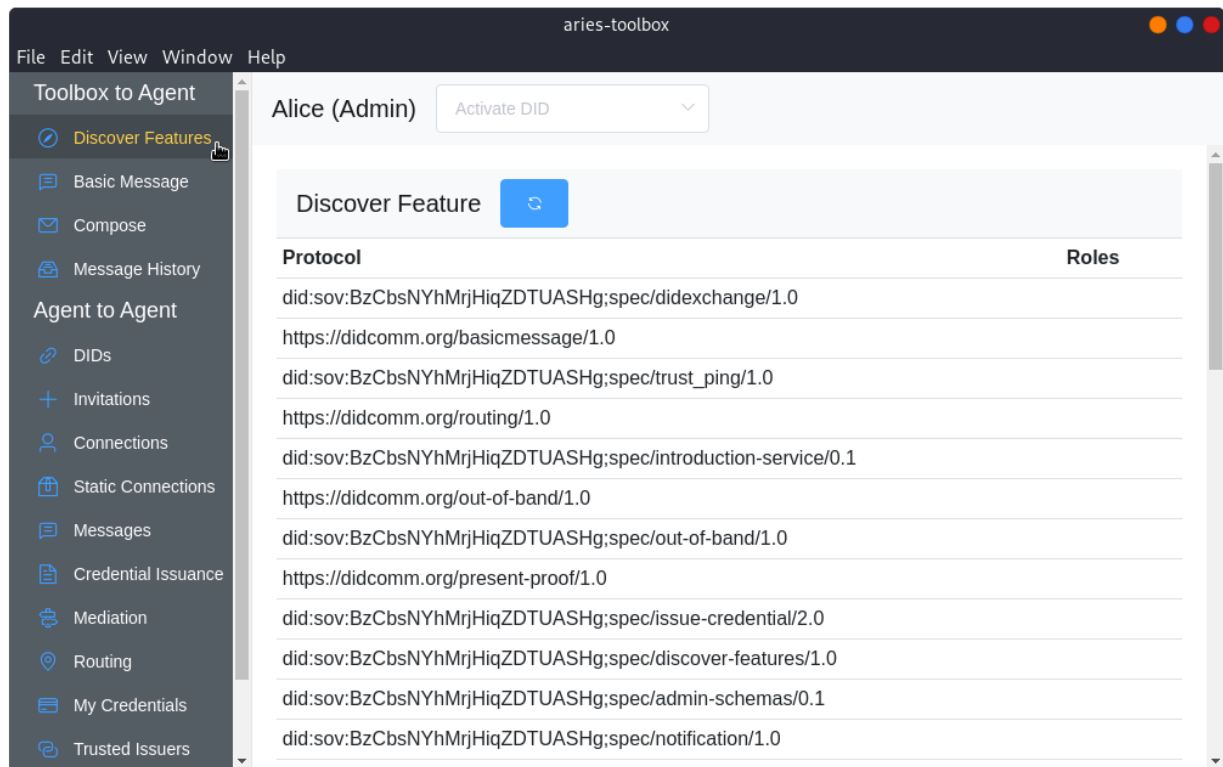 aries-toolbox
File Edit View Window Help
Toolbox to Agent
Discover Features
Basic Message
Compose
Message History
Agent to Agent
DIDs
Invitations
Connections
Static Connections
Messages
Credential Issuance
Mediation
Routing
My Credentials
Trusted Issuers
Alice (Admin) Activate DID
Discover Feature
Protocol Roles
did:sov:BzCbsNYhMrjHiqZDTUASHg;spec/didexchange/1.0
https://didcomm.org/basicmessage/1.0
did:sov:BzCbsNYhMrjHiqZDTUASHg;spec/trust_ping/1.0
https://didcomm.org/routing/1.0
did:sov:BzCbsNYhMrjHiqZDTUASHg;spec/introduction-service/0.1
https://didcomm.org/out-of-band/1.0
did:sov:BzCbsNYhMrjHiqZDTUASHg;spec/out-of-band/1.0
https://didcomm.org/present-proof/1.0
did:sov:BzCbsNYhMrjHiqZDTUASHg;spec/issue-credential/2.0
did:sov:BzCbsNYhMrjHiqZDTUASHg;spec/discover-features/1.0
did:sov:BzCbsNYhMrjHiqZDTUASHg;spec/admin-schemas/0.1
did:sov:BzCbsNYhMrjHiqZDTUASHg;spec/notification/1.0